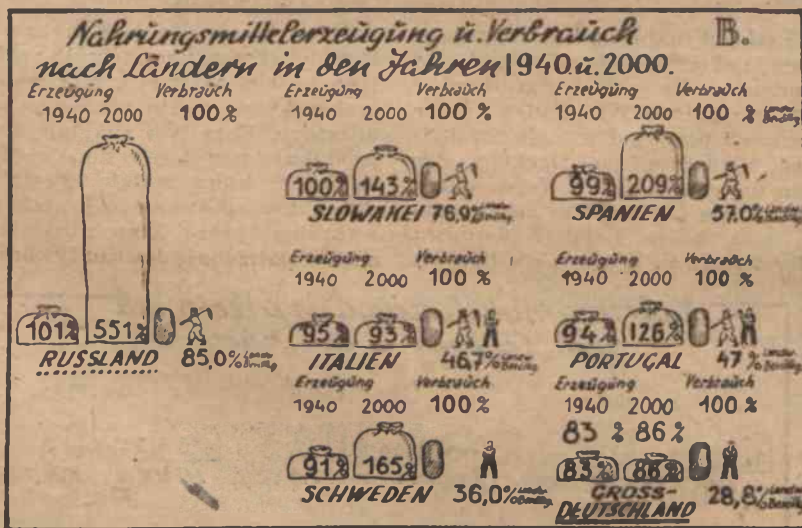 Nahrungsmittelerzeugung u. Verbrauch B.
nach Ländern in den Jahren 1940. u. 2000.
Erzeugung Verbrauch
1940 2000 100%
101% 551%
RUSSLAND 85,0%
Erzeugung Verbrauch
1940 2000 100%
100% 143%
SLOWAKEI 76,9%
Erzeugung Verbrauch
1940 2000 100%
99% 209%
SPANIEN 57.0%
Erzeugung Verbrauch
1940 2000 100%
95% 93%
ITALIEN 46,7%
Erzeugung Verbrauch
1940 2000 100%
94% 126%
PORTUGAL 47%
Erzeugung Verbrauch
1940 2000 100%
91% 165%
SCHWEDEN 36,0%
Erzeugung Verbrauch
1940 2000 100%
83% 86%
83% 86%
GROSS-
DEUTSCHLAND 28,8%